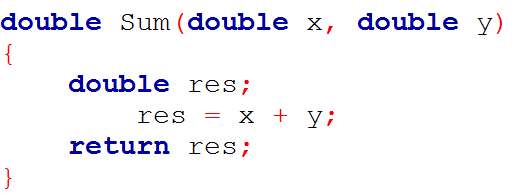 double Sum(double x, double y)
{
    double res;
        res = x + y;
    return res;
}